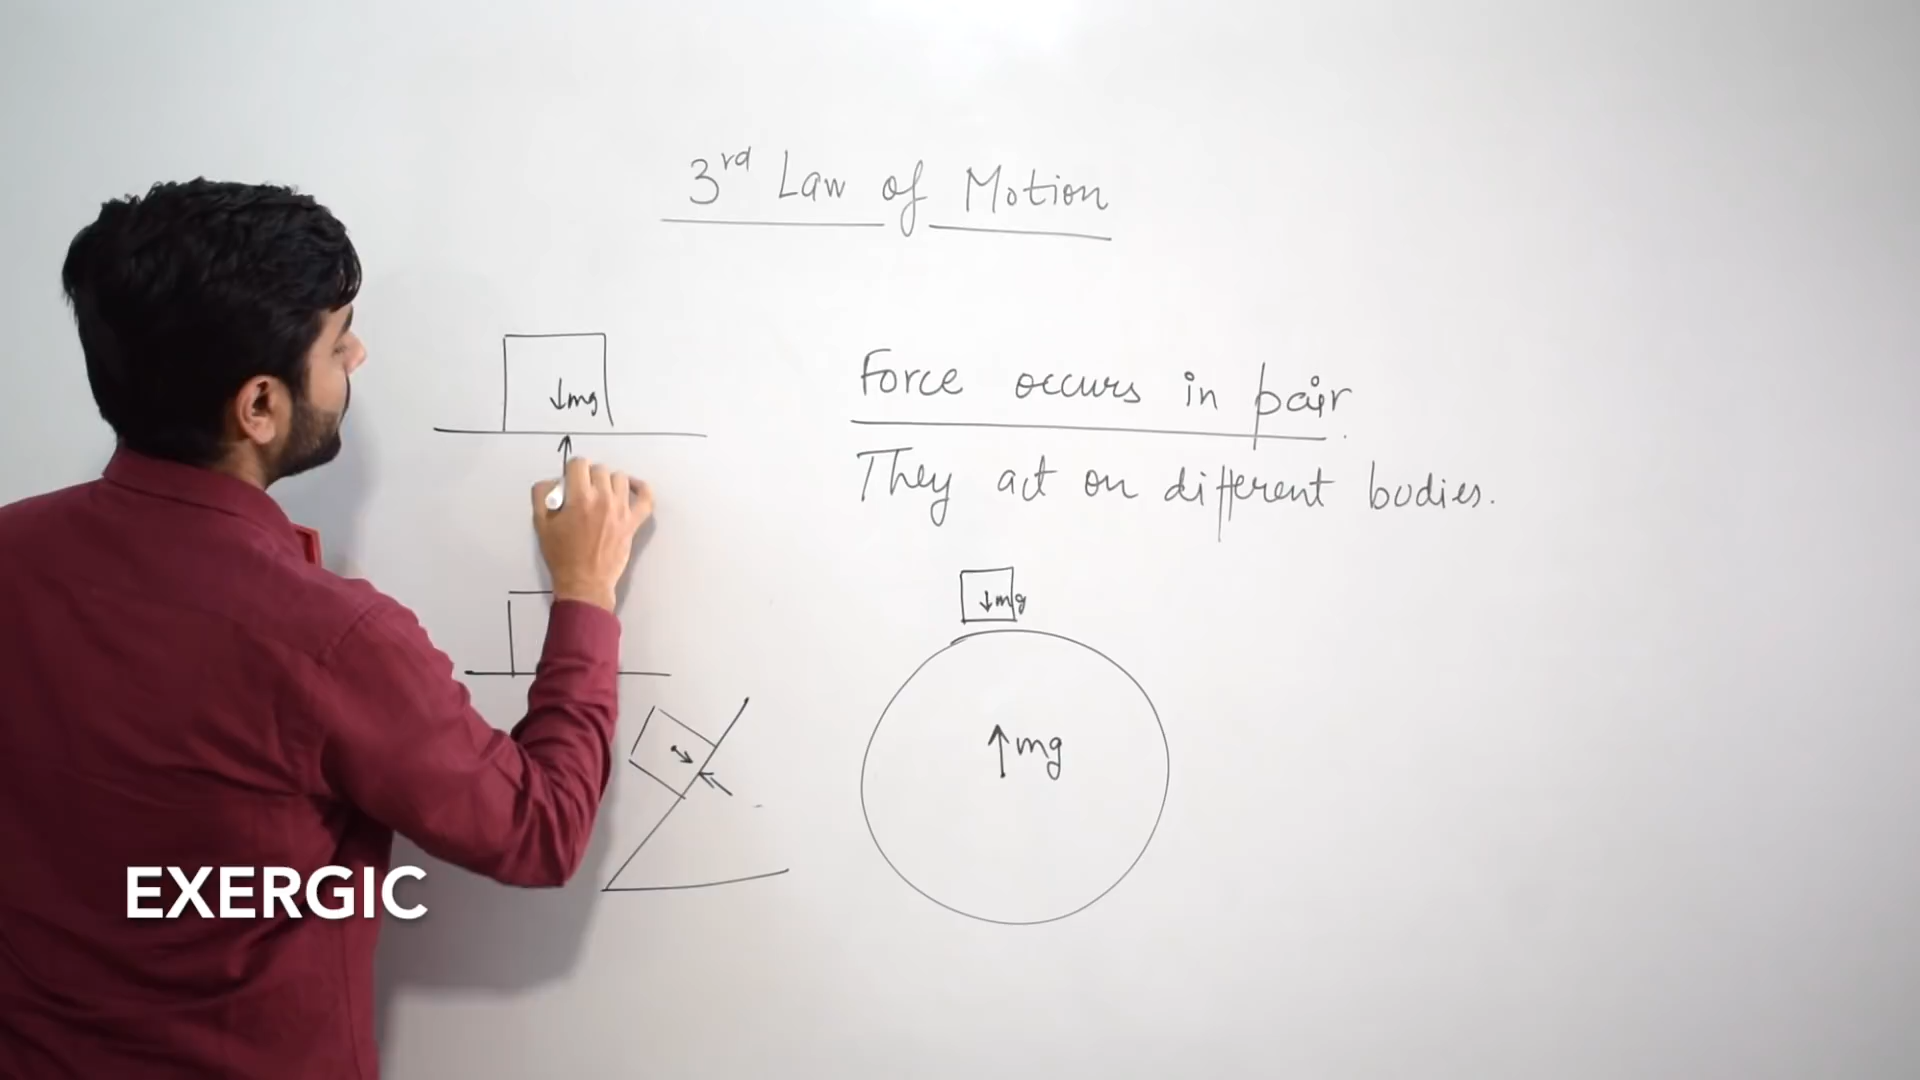 3rd Law of Motion
↓mg
Force occurs in pair.
They act on different bodies.
↓mg
↑mg
EXERGIC